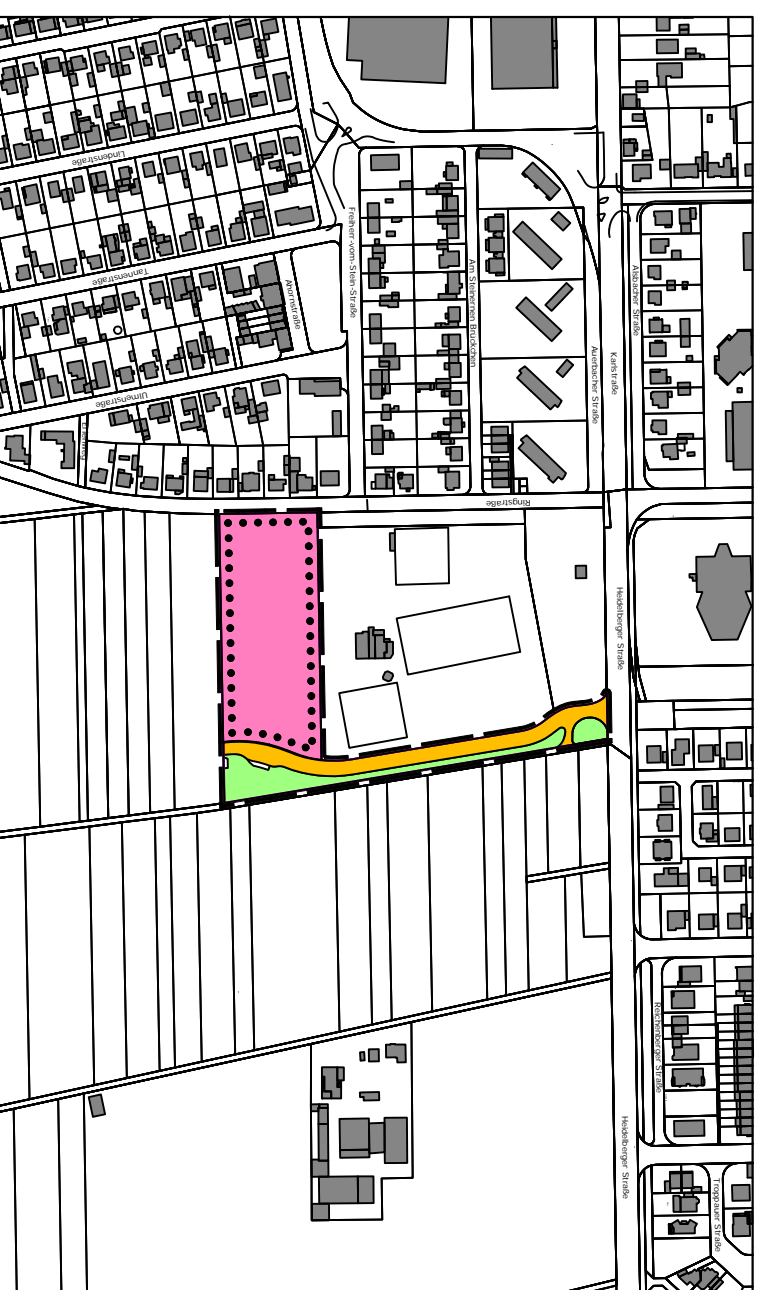 Lindenstraße
Tannenstraße
Ahornstraße
Ulmenstraße
Freiherr-vom-Stein-Straße
Am Steinernen Brückchen
Auerbacher Straße
Karlstraße
Alsbacher Straße
Ringstraße
Heidelberger Straße
Reichenberger Straße
Heidelberger Straße
Troppauer Straße